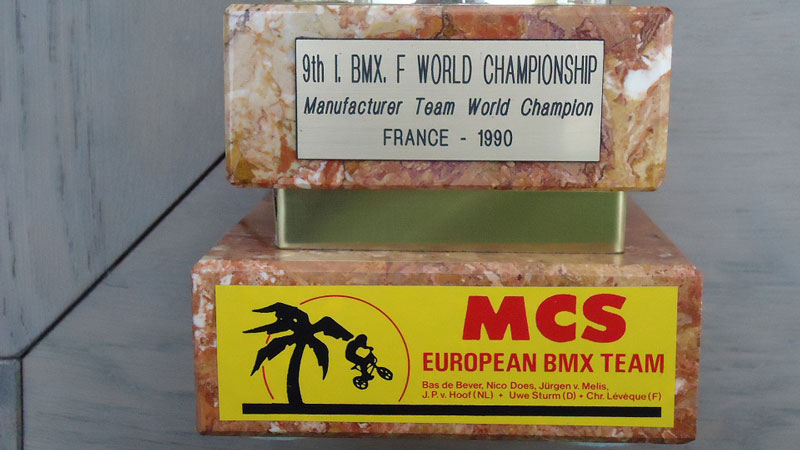 9th I. BMX. F WORLD CHAMPIONSHIP
Manufacturer Team World Champion
FRANCE - 1990
MCS
EUROPEAN BMX TEAM
Bas de Bever, Nico Does, Jürgen v. Melis,
J.P. v. Hoof (NL) + Uwe Sturm (D) + Chr. Lévêque (F)